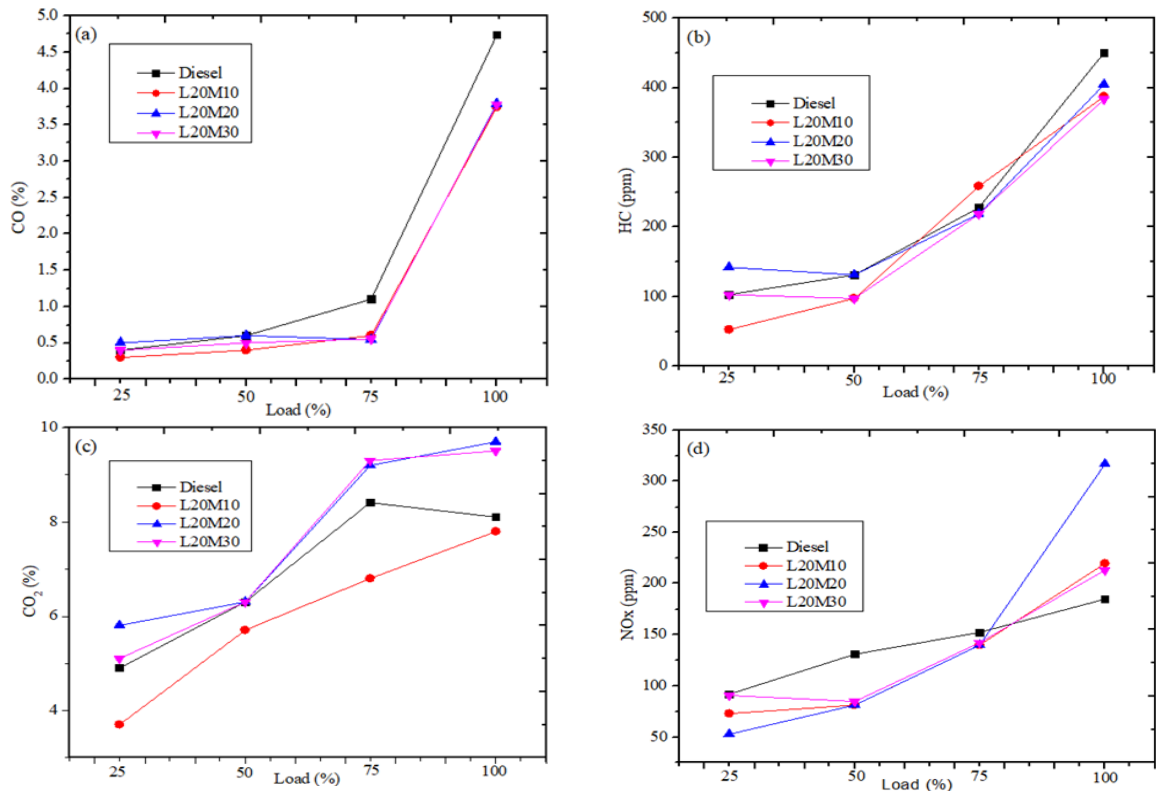 (a)
Diesel
L20M10
L20M20
L20M30
CO (%)
4.5
4.0
3.5
3.0
2.5
2.0
1.5
1.0
0.5
0.0
25 50 75 100
Load (%)
(b)
Diesel
L20M10
L20M20
L20M30
HC (ppm)
500
400
300
200
100
0
25 50 75 100
Load (%)
(c)
Diesel
L20M10
L20M20
L20M30
CO2 (%)
10
8
6
4
25 50 75 100
Load (%)
(d)
Diesel
L20M10
L20M20
L20M30
NOx (ppm)
350
300
250
200
150
100
50
25 50 75 100
Load (%)